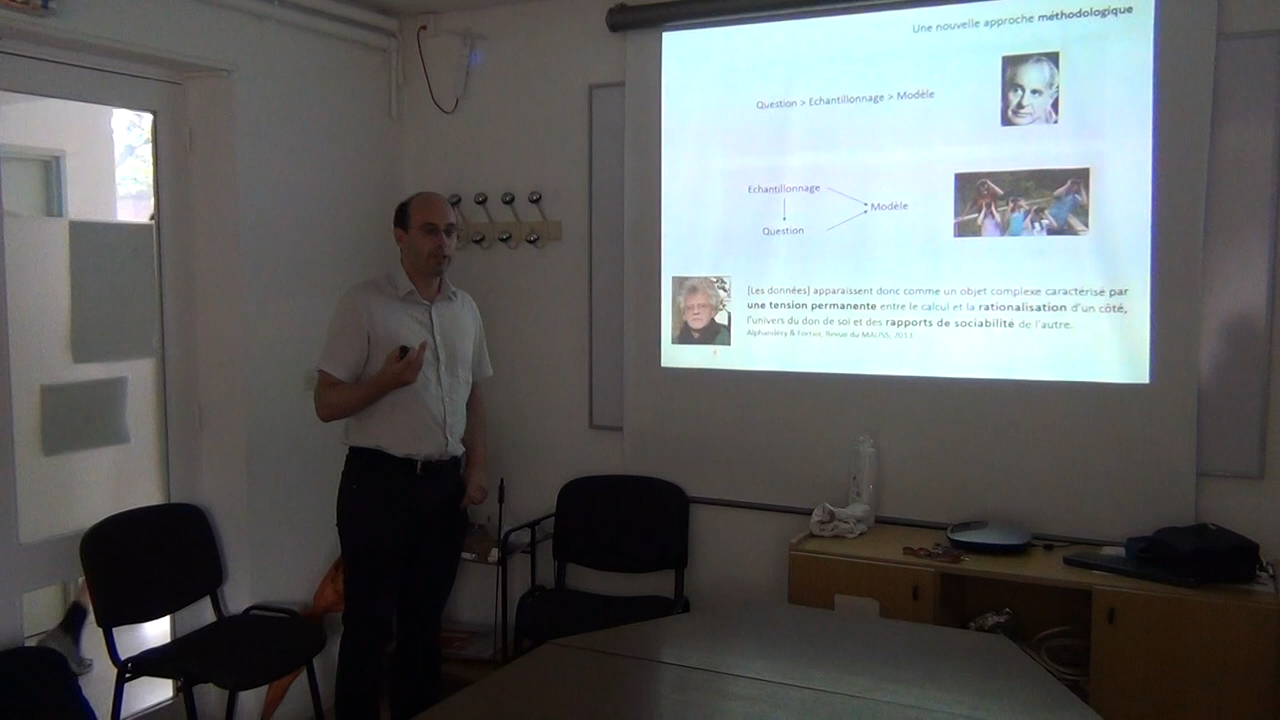 Une nouvelle approche méthodologique
Question > Echantillonnage > Modèle
Echantillonnage
Modèle
Question
[Les données] apparaissent donc comme un objet complexe caractérisé par
une tension permanente entre le calcul et la rationalisation d'un côté,
l'univers du don de soi et des rapports de sociabilité de l'autre.
Alphandéry & Fortier, Revue du MAUSS, 2013